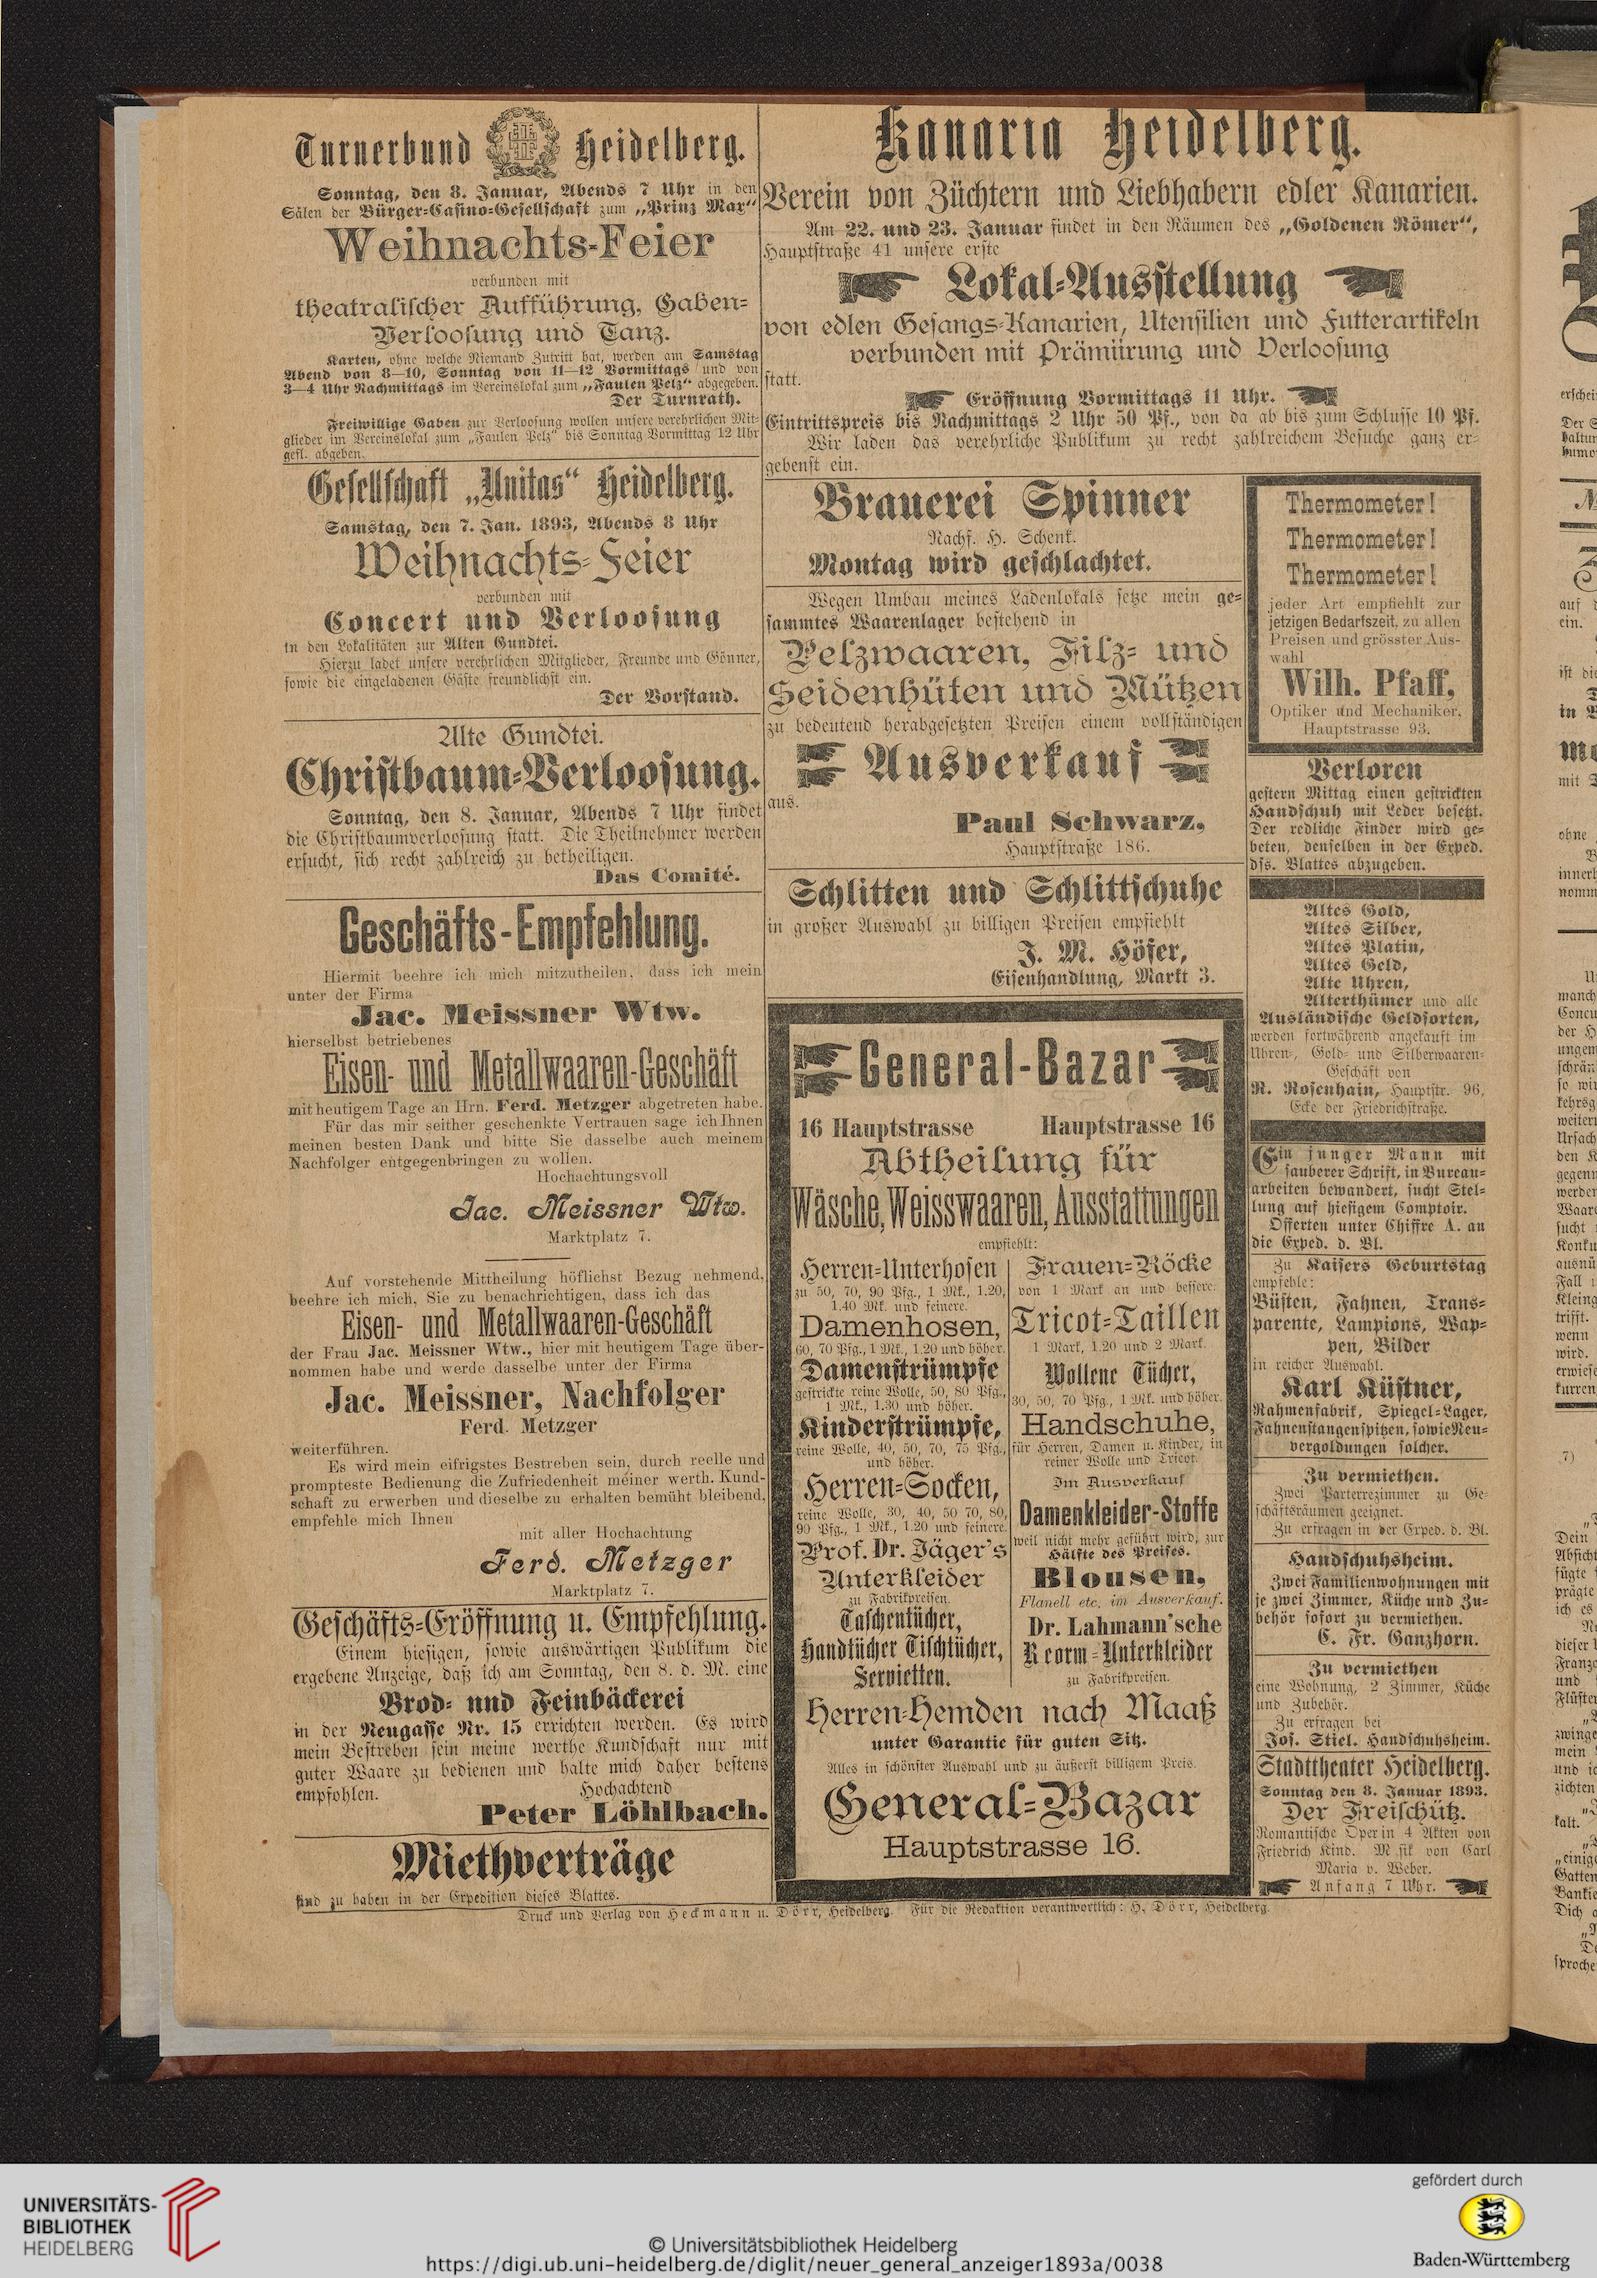 Turnerbund Heidelberg.
Sonntag, den 8. Januar, Abends 7 Uhr in den
Sälen der Bürger-Casino-Gesellschaft zum „Prinz Max“
Weihnachts-Feier
verbunden mit
theatralischer Aufführung, Gaben-
Verloosung und Tanz.
Karten, ohne welche Niemand Zutritt hat, werden am Samstag
Abend von 8—10, Sonntag von 11—12 Vormittags und von
3—4 Uhr Nachmittags im Vereinslokal zum „Faulen Pelz“ abgegeben.
Der Turnrath.
Freiwillige Gaben zur Verloosung wollen unsere verehrlichen Mit-
glieder im Vereinslokal zum „Faulen Pelz“ bis Sonntag Vormittag 12 Uhr
gefl. abgeben.
Gesellschaft „Unitas“ Heidelberg.
Samstag, den 7. Jan. 1893, Abends 8 Uhr
Weihnachts-Feier
verbunden mit
Concert und Verloosung
in den Lokalitäten zur Alten Gundtei.
Hierzu ladet unsere verehrlichen Mitglieder, Freunde und Gönner,
sowie die eingeladenen Gäste freundlichst ein.
Der Vorstand.
Alte Gundtei.
Christbaum-Verloosung.
Sonntag, den 8. Januar, Abends 7 Uhr findet
die Christbaumverloosung statt. Die Theilnehmer werden
ersucht, sich recht zahlreich zu betheiligen.
Das Comité.
Geschäfts-Empfehlung.
Hiermit beehre ich mich mitzutheilen, dass ich mein
unter der Firma
Jac. Meissner Wtw.
hierselbst betriebenes
Eisen- und Metallwaaren-Geschäft
mit heutigem Tage an Hrn. Ferd. Metzger abgetreten habe.
Für das mir seither geschenkte Vertrauen sage ich Ihnen
meinen besten Dank und bitte Sie dasselbe auch meinem
Nachfolger entgegenbringen zu wollen.
Hochachtungsvoll
Jac. Meissner Wtw.
Marktplatz 7.
Auf vorstehende Mittheilung höflichst Bezug nehmend,
beehre ich mich, Sie zu benachrichtigen, dass ich das
Eisen- und Metallwaaren-Geschäft
der Frau Jac. Meissner Wtw., hier mit heutigem Tage über-
nommen habe und werde dasselbe unter der Firma
Jac. Meissner, Nachfolger
Ferd. Metzger
weiterführen.
Es wird mein eifrigstes Bestreben sein, durch reelle und
prompteste Bedienung die Zufriedenheit meiner werth. Kund-
schaft zu erwerben und dieselbe zu erhalten bemüht bleibend,
empfehle mich Ihnen
mit aller Hochachtung
Ferd. Metzger
Marktplatz 7.
Geschäfts-Eröffnung u. Empfehlung.
Einem hiesigen, sowie auswärtigen Publikum die
ergebene Anzeige, daß ich am Sonntag, den 8. d. M. eine
Brod- und Feinbäckerei
in der Neugasse Nr. 15 errichten werden. Es wird
mein Bestreben sein meine werthe Kundschaft nur mit
guter Waare zu bedienen und halte mich daher bestens
empfohlen.
Hochachtend
Peter Löhlbach.
Miethverträge
sind zu haben in der Expedition dieses Blattes.
Kanaria Heidelberg.
Verein von Züchtern und Liebhabern edler Kanarien.
Am 22. und 23. Januar findet in den Räumen des „Goldenen Römer“,
Hauptstraße 41 unsere erste
Lokal-Ausstellung
von edlen Gesangs-Kanarien, Utensilien und Futterartikeln
verbunden mit Prämiirung und Verloosung
statt.
Eröffnung Vormittags 11 Uhr.
Eintrittspreis bis Nachmittags 2 Uhr 50 Pf., von da ab bis zum Schlusse 10 Pf.
Wir laden das verehrliche Publikum zu recht zahlreichem Besuche ganz er-
gebenst ein.
Brauerei Spinner
Nachf. H. Schenk.
Montag wird geschlachtet.
Wegen Umbau meines Ladenlokals setze mein ge-
sammtes Waarenlager bestehend in
Pelzwaaren, Filz- und
Seidenhüten und Mützen
zu bedeutend herabgesetzten Preisen einem vollständigen
Ausverkauf
aus.
Paul Schwarz,
Hauptstraße 186.
Schlitten und Schlittschuhe
in großer Auswahl zu billigen Preisen empfiehlt
J. M. Höfer,
Eisenhandlung, Markt 3.
General-Bazar
16 Hauptstrasse Hauptstrasse 16
Abtheilung für
Wäsche, Weisswaaren, Ausstattungen
empfiehlt:
Herren-Unterhosen
zu 50, 70, 90 Pfg., 1 Mk., 1.20,
1.40 Mk. und feinere.
Damenhosen,
60, 70 Pfg., 1 Mk., 1.20 und höher.
Damenstrümpfe
gestrickte reine Wolle, 50, 80 Pfg.,
1 Mk., 1.30 und höher.
Kinderstrümpfe,
reine Wolle, 40, 50, 70, 75 Pfg.,
und höher.
Herren-Socken,
reine Wolle, 30, 40, 50 70, 80,
90 Pfg., 1 Mk., 1.20 und feinere.
Prof. Dr. Jäger's
Unterkleider
zu Fabrikpreisen.
Taschentücher,
Handtücher Tischtücher,
Servietten.
Frauen-Röcke
von 1 Mark an und bessere.
Tricot-Taillen
1 Mark, 1.20 und 2 Mark.
Wollene Tücher,
30, 50, 70 Pfg., 1 Mk. und höher.
Handschuhe,
für Herren, Damen u. Kinder, in
reiner Wolle und Tricot.
Im Ausverkauf
Damenkleider-Stoffe
weil nicht mehr geführt wird, zur
Hälfte des Preises.
Blousen,
Flanell etc. im Ausverkauf.
Dr. Lahmann'sche
Reorm-Unterkleider
zu Fabrikpreisen.
Herren-Hemden nach Maaß
unter Garantie für guten Sitz.
Alles in schönster Auswahl und zu äußerst billigem Preis.
General-Bazar
Hauptstrasse 16.
Thermometer!
Thermometer!
Thermometer!
jeder Art empfiehlt zur
jetzigen Bedarfszeit, zu allen
Preisen und grösster Aus-
wahl
Wilh. Pfaff,
Optiker und Mechaniker,
Hauptstrasse 93.
Verloren
gestern Mittag einen gestrickten
Handschuh mit Leder besetzt.
Der redliche Finder wird ge-
beten, denselben in der Exped.
dss. Blattes abzugeben.
Altes Gold,
Altes Silber,
Altes Platin,
Altes Geld,
Alte Uhren,
Alterthümer und alle
Ausländische Geldsorten,
werden fortwährend angekauft im
Uhren-, Gold- und Silberwaaren-
Geschäft von
R. Rosenhain, Hauptstr. 96,
Ecke der Friedrichstraße.
Ein junger Mann mit
sauberer Schrift, in Bureau-
arbeiten bewandert, sucht Stel-
lung auf hiesigem Comptoir.
Offerten unter Chiffre A. an
die Exped. d. Bl.
Zu Kaisers Geburtstag
empfehle:
Büsten, Fahnen, Trans-
parente, Lampions, Wap-
pen, Bilder
in reicher Auswahl.
Karl Küstner,
Rahmenfabrik, Spiegel-Lager,
Fahnenstangenspitzen, sowie Neu-
vergoldungen solcher.
Zu vermiethen.
Zwei Parterrezimmer zu Ge-
schäftsräumen geeignet.
Zu erfragen in der Exped. d. Bl.
Handschuhsheim.
Zwei Familienwohnungen mit
je zwei Zimmer, Küche und Zu-
behör sofort zu vermiethen.
C. Fr. Ganzhorn.
Zu vermiethen
eine Wohnung, 2 Zimmer, Küche
und Zubehör.
Zu erfragen bei
Jos. Stiel. Handschuhsheim.
Stadttheater Heidelberg.
Sonntag den 8. Januar 1893.
Der Freischütz.
Romantische Oper in 4 Akten von
Friedrich Kind. M sik von Carl
Maria v. Weber.
Anfang 7 Uhr.
Druck und Verlag von Heckmann u. Dörr, Heidelberg. Für die Redaktion verantwortlich: H. Dörr, Heidelberg.
UNIVERSITÄTS-
BIBLIOTHEK
HEIDELBERG
© Universitätsbibliothek Heidelberg
https://digi.ub.uni-heidelberg.de/diglit/neuer_general_anzeiger1893a/0038
gefördert durch
Baden-Württemberg